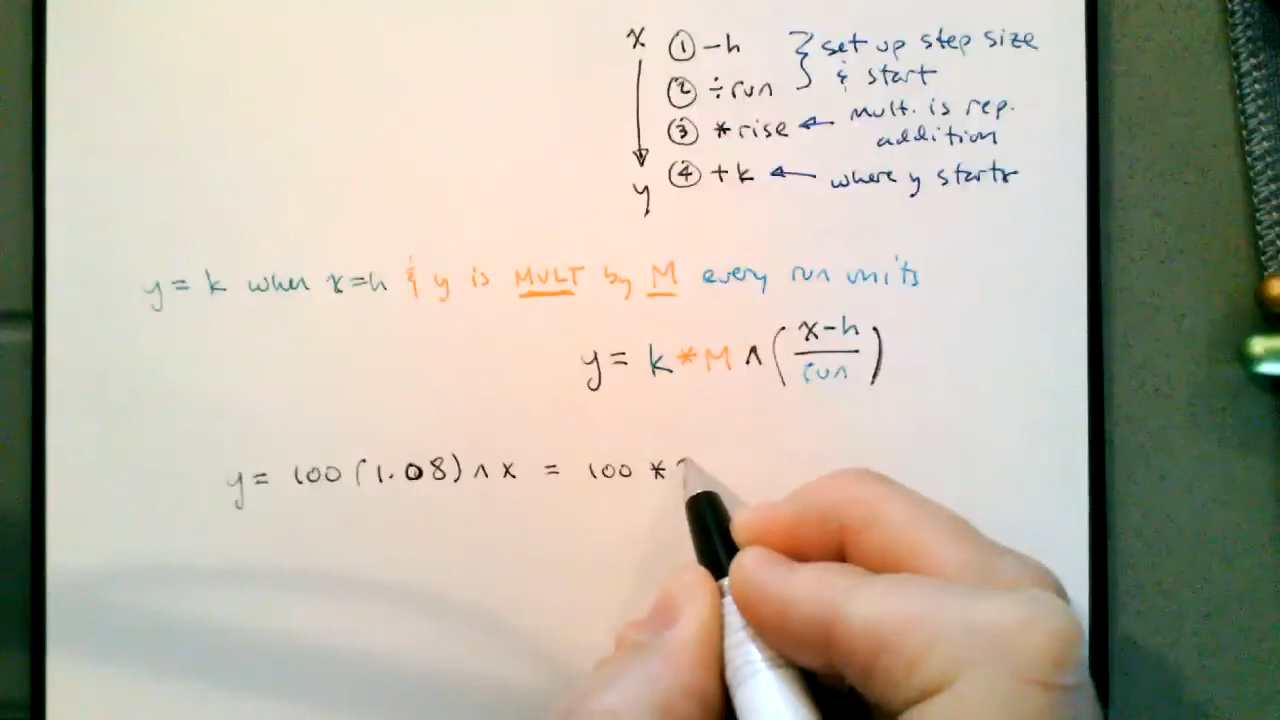 x ① -h } set up step size
② ÷run & start
③ *rise ← mult. is rep.
addition
④ +k ← where y starts
y
y = k when x=h & y is MULT by M every run units
y = k*M ∧ (x-h / run)
y = 100(1.08)∧x = 100 *